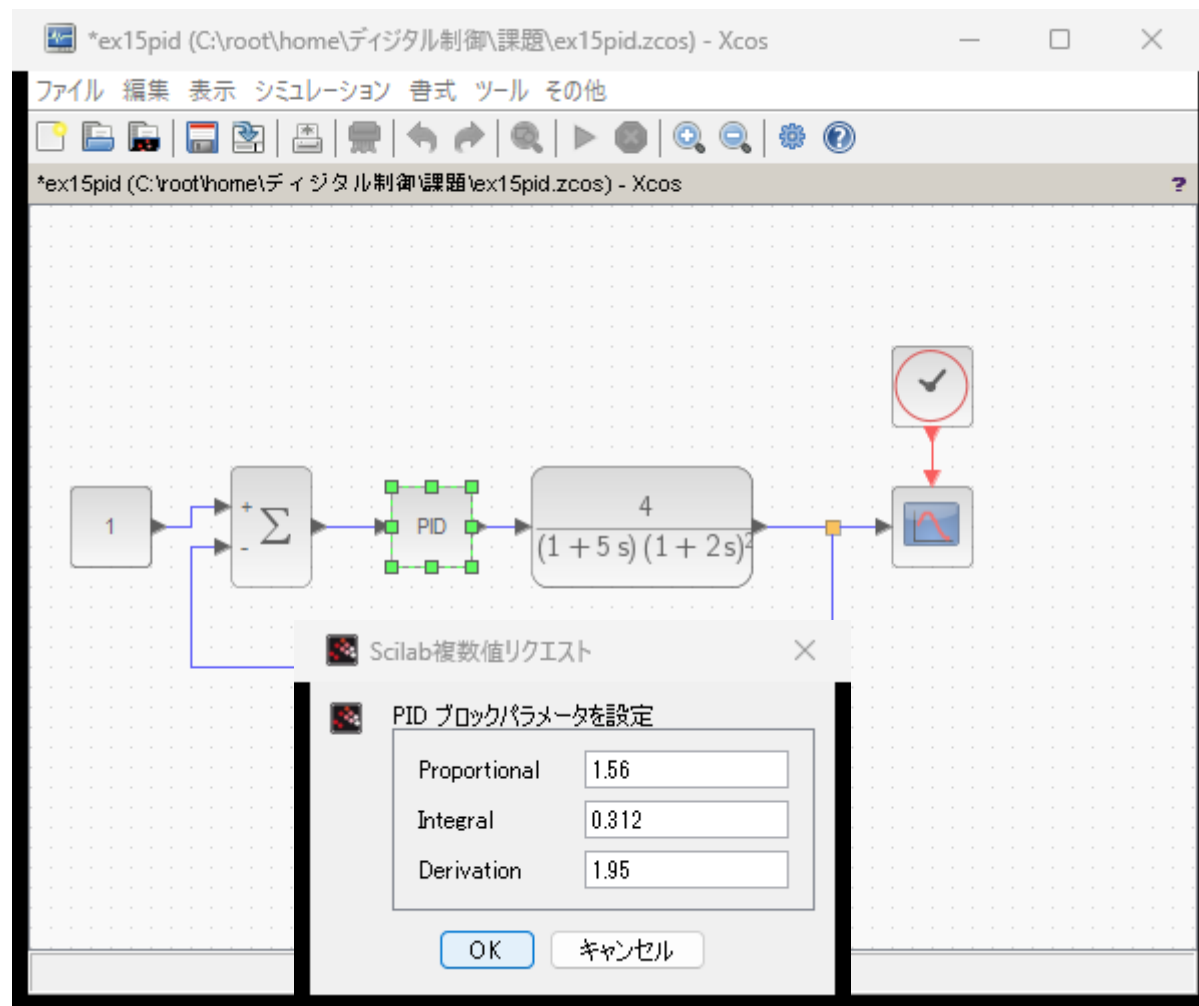 *ex15pid (C:\root\home\ディジタル制御\課題\ex15pid.zcos) - Xcos
ファイル 編集 表示 シミュレーション 書式 ツール その他
*ex15pid (C:\root\home\ディジタル制御\課題\ex15pid.zcos) - Xcos ?
1
+
-
Σ
PID
4
(1 + 5 s) (1 + 2 s)²
Scilab複数値リクエスト
PID ブロックパラメータを設定
Proportional 1.56
Integral 0.312
Derivation 1.95
OK キャンセル